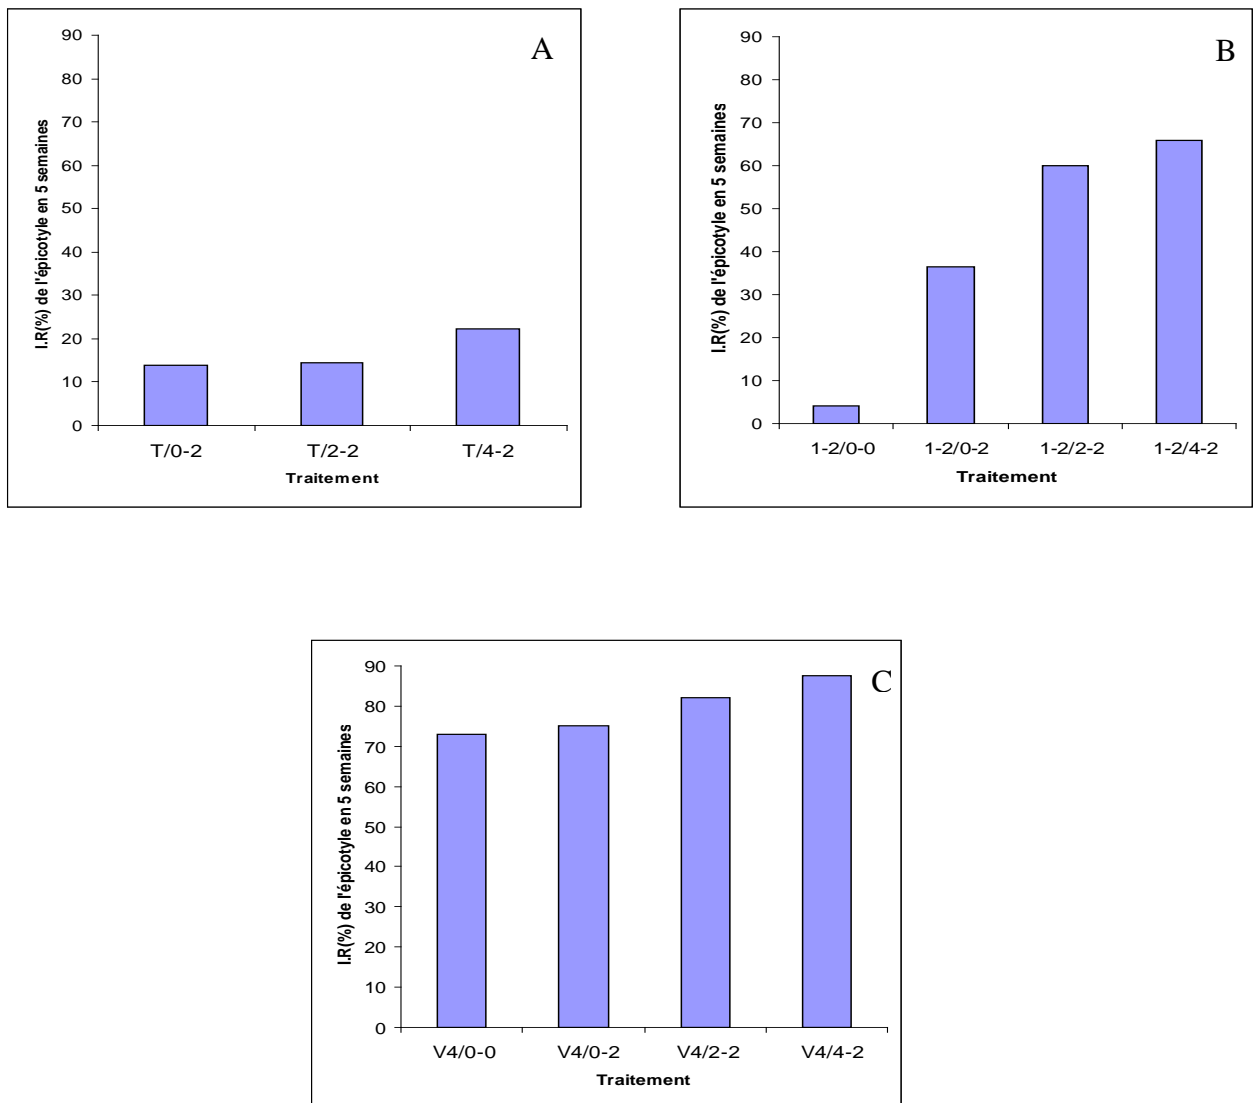 A
I.R(%) de l'épicotyle en 5 semaines
90
80
70
60
50
40
30
20
10
0
T/0-2 T/2-2 T/4-2
Traitement
B
I.R(%) de l'épicotyle en 5 semaines
90
80
70
60
50
40
30
20
10
0
1-2/0-0 1-2/0-2 1-2/2-2 1-2/4-2
Traitement
C
I.R(%) de l'épicotyle en 5 semaines
90
80
70
60
50
40
30
20
10
0
V4/0-0 V4/0-2 V4/2-2 V4/4-2
Traitement